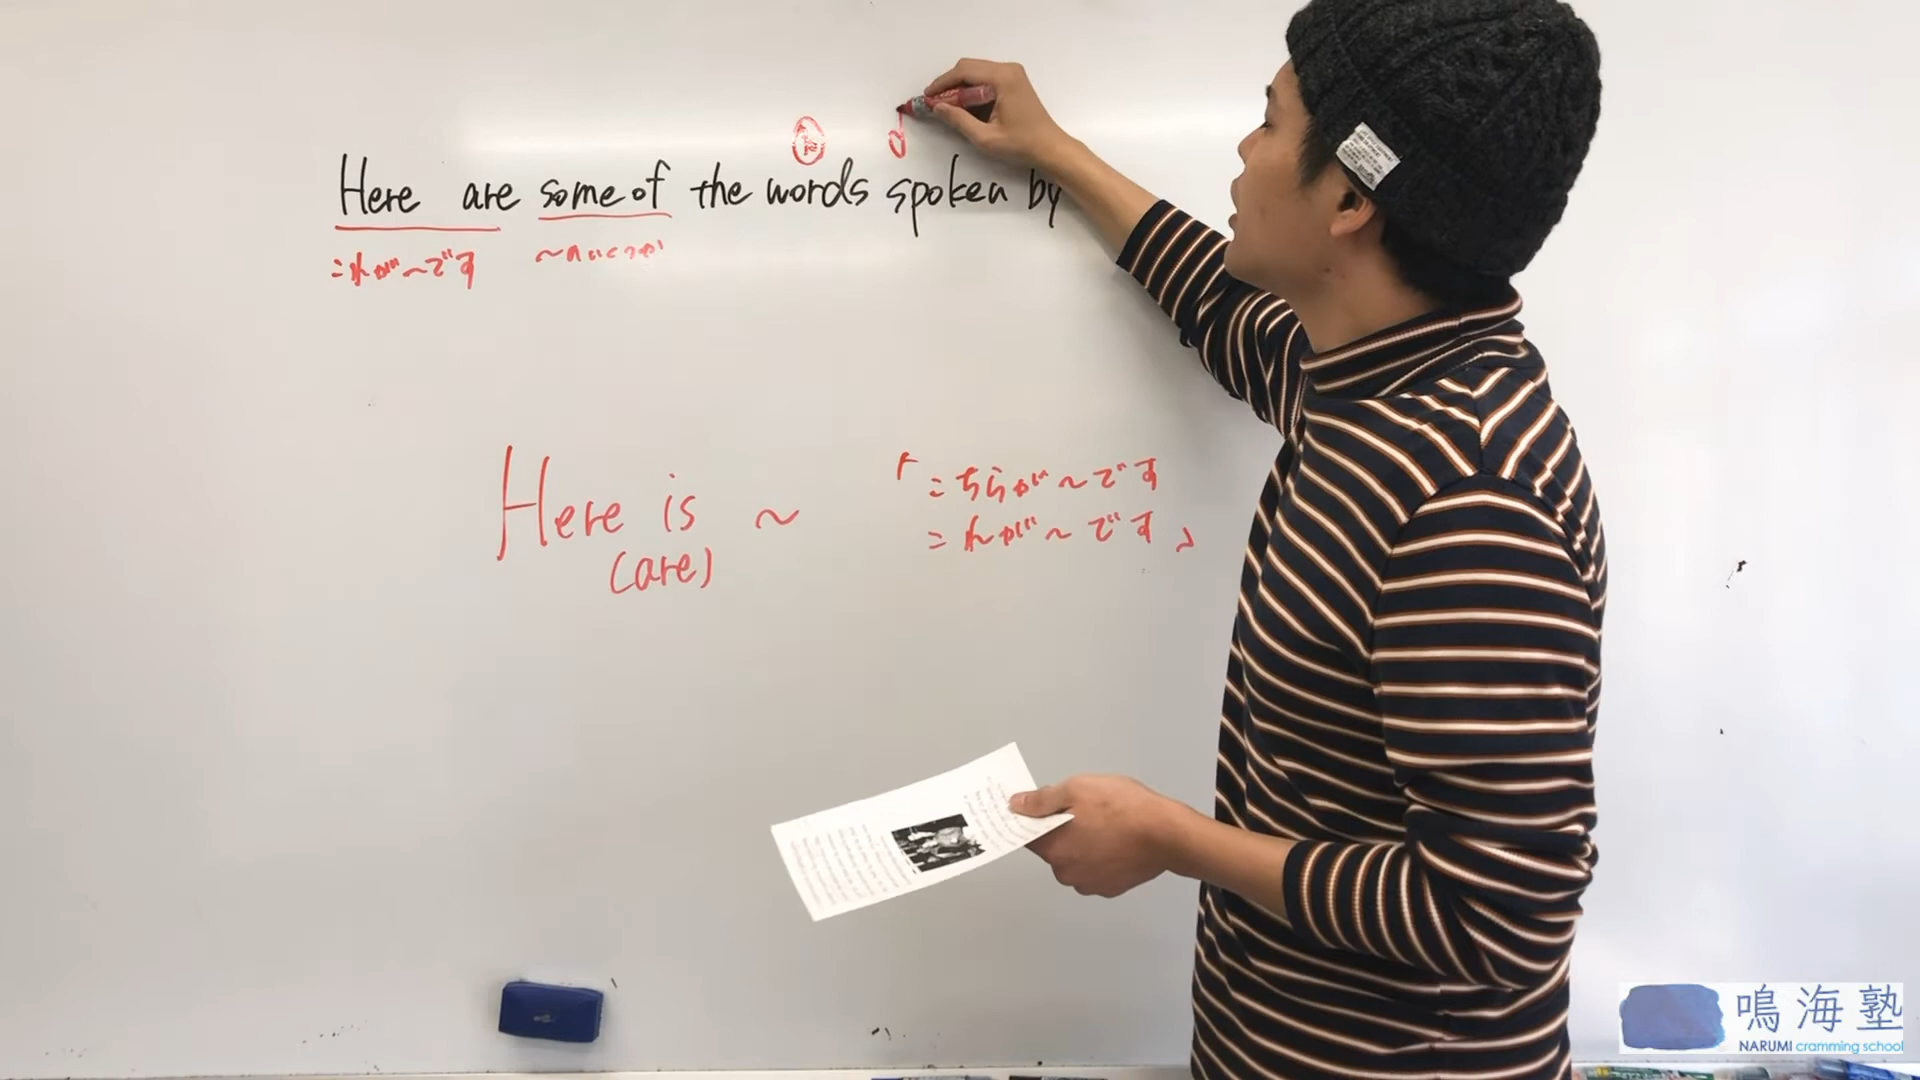 Here are some of the words spoken by
これが〜です 〜のいくつか
Here is 〜 「こちらが〜です
(are) これが〜です」
鳴海塾
NARUMI cramming school